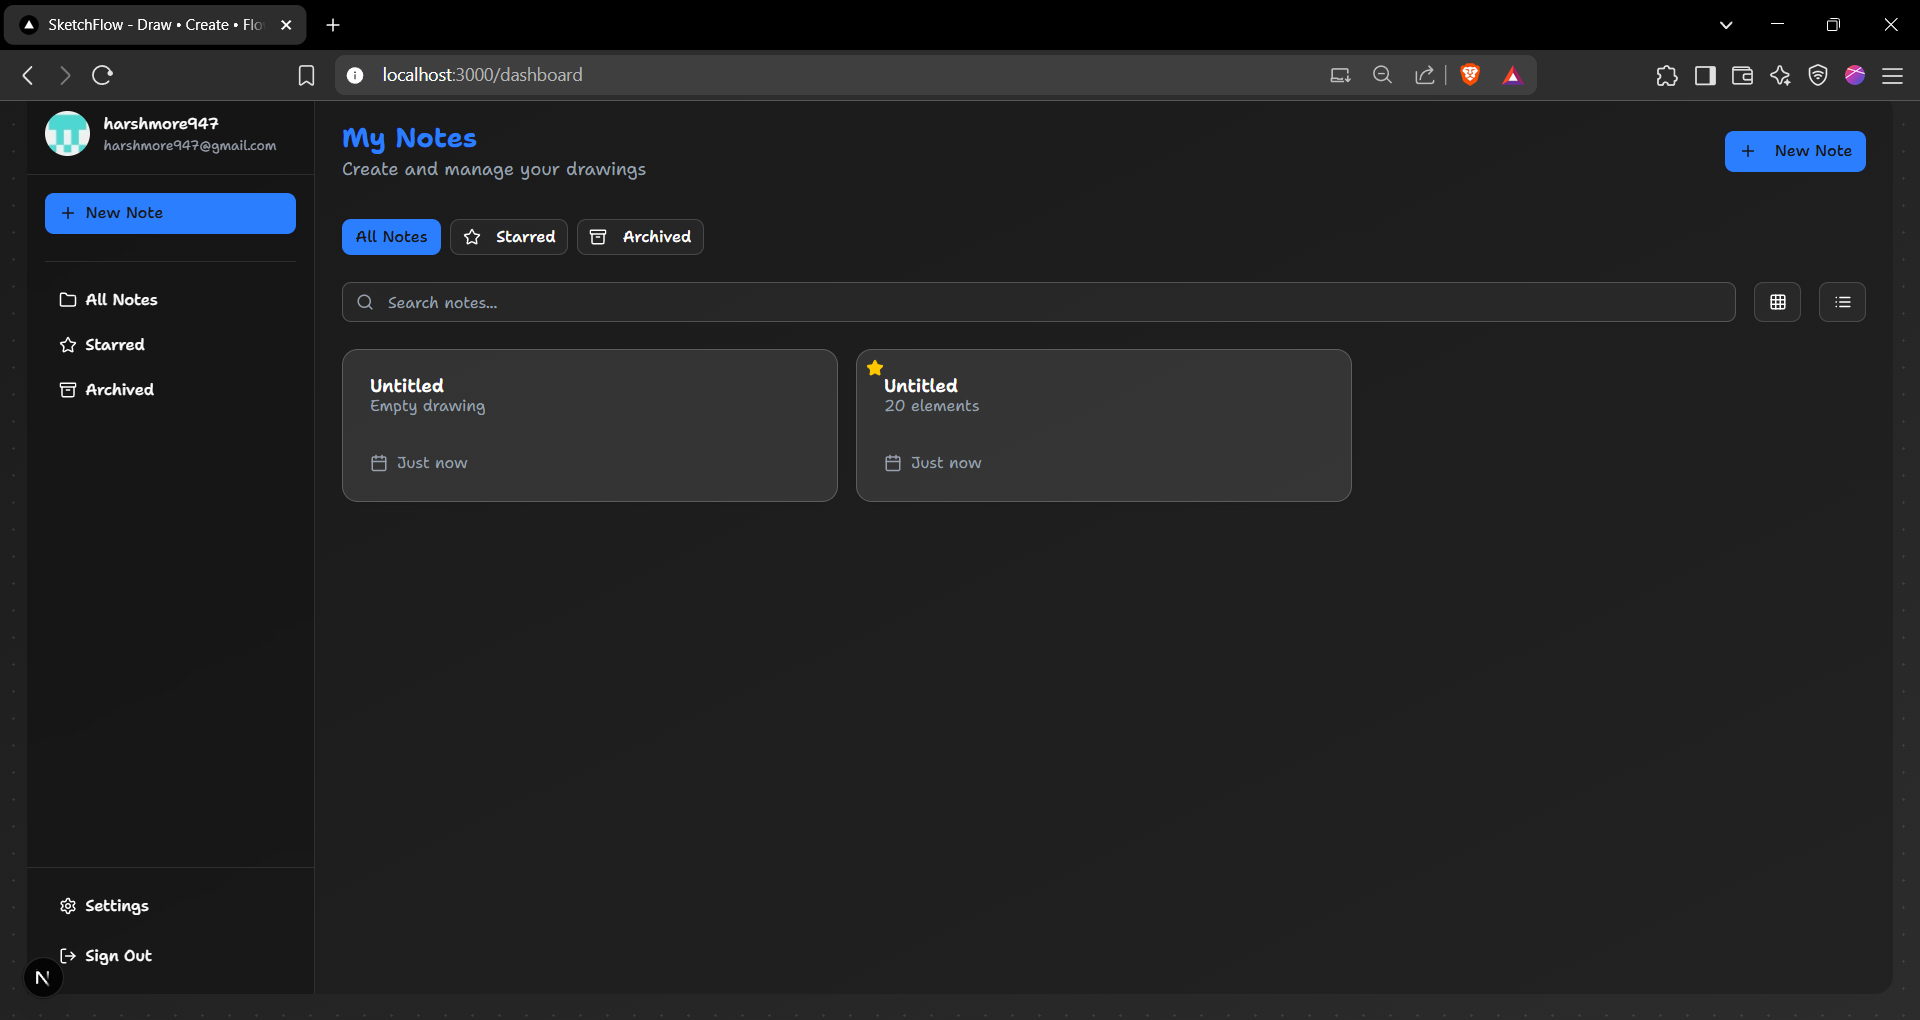 SketchFlow - Draw • Create • Flo
localhost:3000/dashboard
harshmore947
harshmore947@gmail.com
New Note
All Notes
Starred
Archived
Settings
Sign Out
N
My Notes
Create and manage your drawings
New Note
All Notes
Starred
Archived
Search notes...
Untitled
Empty drawing
Just now
Untitled
20 elements
Just now